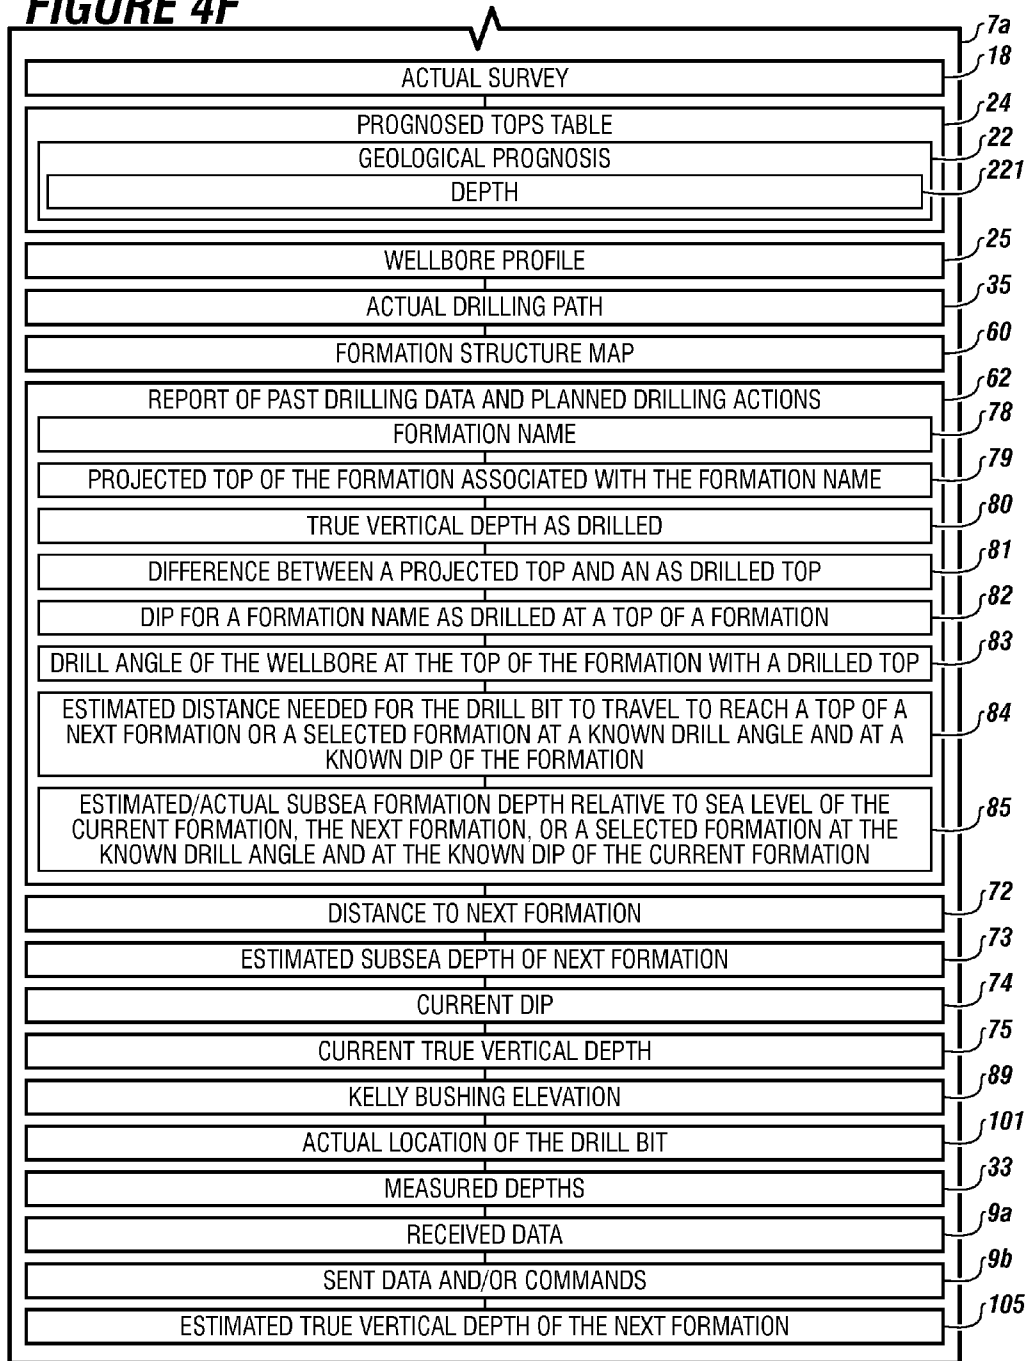 FIGURE 4F
7a
ACTUAL SURVEY 18
PROGNOSED TOPS TABLE 24
GEOLOGICAL PROGNOSIS 22
DEPTH 221
WELLBORE PROFILE 25
ACTUAL DRILLING PATH 35
FORMATION STRUCTURE MAP 60
REPORT OF PAST DRILLING DATA AND PLANNED DRILLING ACTIONS 62
FORMATION NAME 78
PROJECTED TOP OF THE FORMATION ASSOCIATED WITH THE FORMATION NAME 79
TRUE VERTICAL DEPTH AS DRILLED 80
DIFFERENCE BETWEEN A PROJECTED TOP AND AN AS DRILLED TOP 81
DIP FOR A FORMATION NAME AS DRILLED AT A TOP OF A FORMATION 82
DRILL ANGLE OF THE WELLBORE AT THE TOP OF THE FORMATION WITH A DRILLED TOP 83
ESTIMATED DISTANCE NEEDED FOR THE DRILL BIT TO TRAVEL TO REACH A TOP OF A
NEXT FORMATION OR A SELECTED FORMATION AT A KNOWN DRILL ANGLE AND AT A 84
KNOWN DIP OF THE FORMATION
ESTIMATED/ACTUAL SUBSEA FORMATION DEPTH RELATIVE TO SEA LEVEL OF THE 85
CURRENT FORMATION, THE NEXT FORMATION, OR A SELECTED FORMATION AT THE
KNOWN DRILL ANGLE AND AT THE KNOWN DIP OF THE CURRENT FORMATION
DISTANCE TO NEXT FORMATION 72
ESTIMATED SUBSEA DEPTH OF NEXT FORMATION 73
CURRENT DIP 74
CURRENT TRUE VERTICAL DEPTH 75
KELLY BUSHING ELEVATION 89
ACTUAL LOCATION OF THE DRILL BIT 101
MEASURED DEPTHS 33
RECEIVED DATA 9a
SENT DATA AND/OR COMMANDS 9b
ESTIMATED TRUE VERTICAL DEPTH OF THE NEXT FORMATION 105